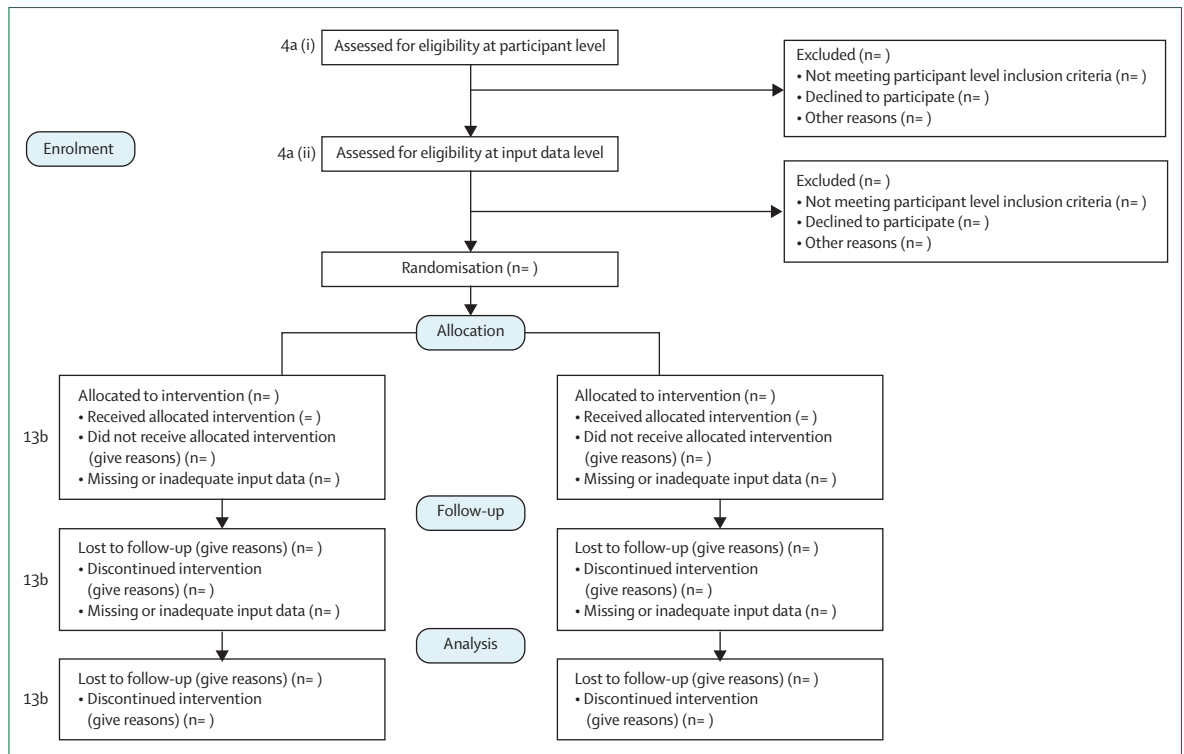 4a (i)
Assessed for eligibility at participant level
Excluded (n= )
• Not meeting participant level inclusion criteria (n= )
• Declined to participate (n= )
• Other reasons (n= )
Enrolment
4a (ii)
Assessed for eligibility at input data level
Excluded (n= )
• Not meeting participant level inclusion criteria (n= )
• Declined to participate (n= )
• Other reasons (n= )
Randomisation (n= )
Allocation
13b
Allocated to intervention (n= )
• Received allocated intervention (= )
• Did not receive allocated intervention
(give reasons) (n= )
• Missing or inadequate input data (n= )
Allocated to intervention (n= )
• Received allocated intervention (= )
• Did not receive allocated intervention
(give reasons) (n= )
• Missing or inadequate input data (n= )
Follow-up
13b
Lost to follow-up (give reasons) (n= )
• Discontinued intervention
(give reasons) (n= )
• Missing or inadequate input data (n= )
Lost to follow-up (give reasons) (n= )
• Discontinued intervention
(give reasons) (n= )
• Missing or inadequate input data (n= )
Analysis
13b
Lost to follow-up (give reasons) (n= )
• Discontinued intervention
(give reasons) (n= )
Lost to follow-up (give reasons) (n= )
• Discontinued intervention
(give reasons) (n= )